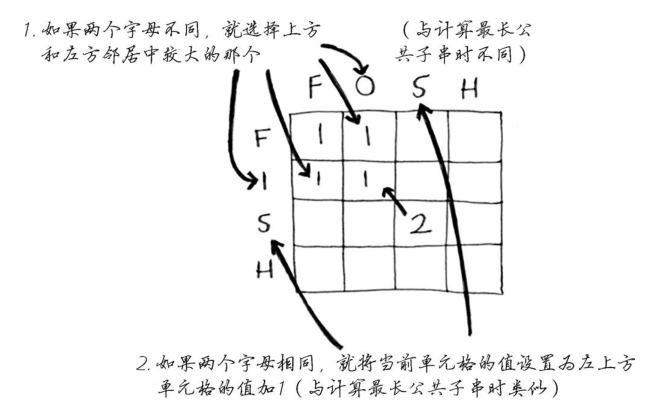 1. 如果两个字母不同，就选择上方 （与计算最长公
和左方邻居中较大的那个 共子串时不同）
F O S H
F 1 1
I 1 1
S 2
H
2. 如果两个字母相同，就将当前单元格的值设置为左上方
单元格的值加1（与计算最长公共子串时类似）